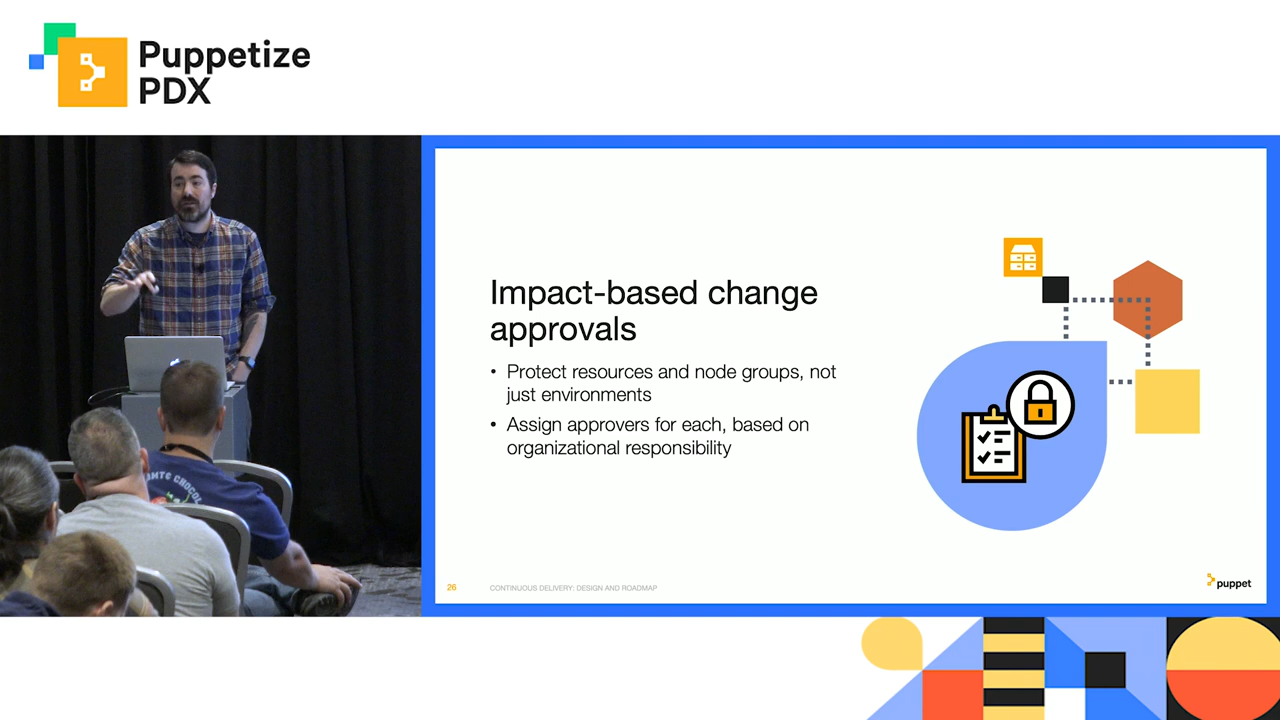 Puppetize
PDX
Impact-based change
approvals
• Protect resources and node groups, not
just environments
• Assign approvers for each, based on
organizational responsibility
26
CONTINUOUS DELIVERY: DESIGN AND ROADMAP
puppet